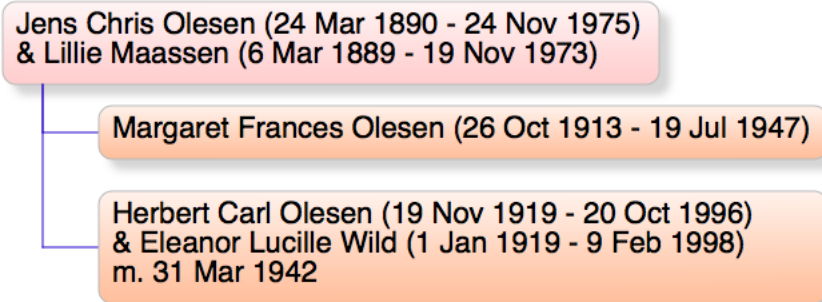 Jens Chris Olesen (24 Mar 1890 - 24 Nov 1975)
& Lillie Maassen (6 Mar 1889 - 19 Nov 1973)
Margaret Frances Olesen (26 Oct 1913 - 19 Jul 1947)
Herbert Carl Olesen (19 Nov 1919 - 20 Oct 1996)
& Eleanor Lucille Wild (1 Jan 1919 - 9 Feb 1998)
m. 31 Mar 1942